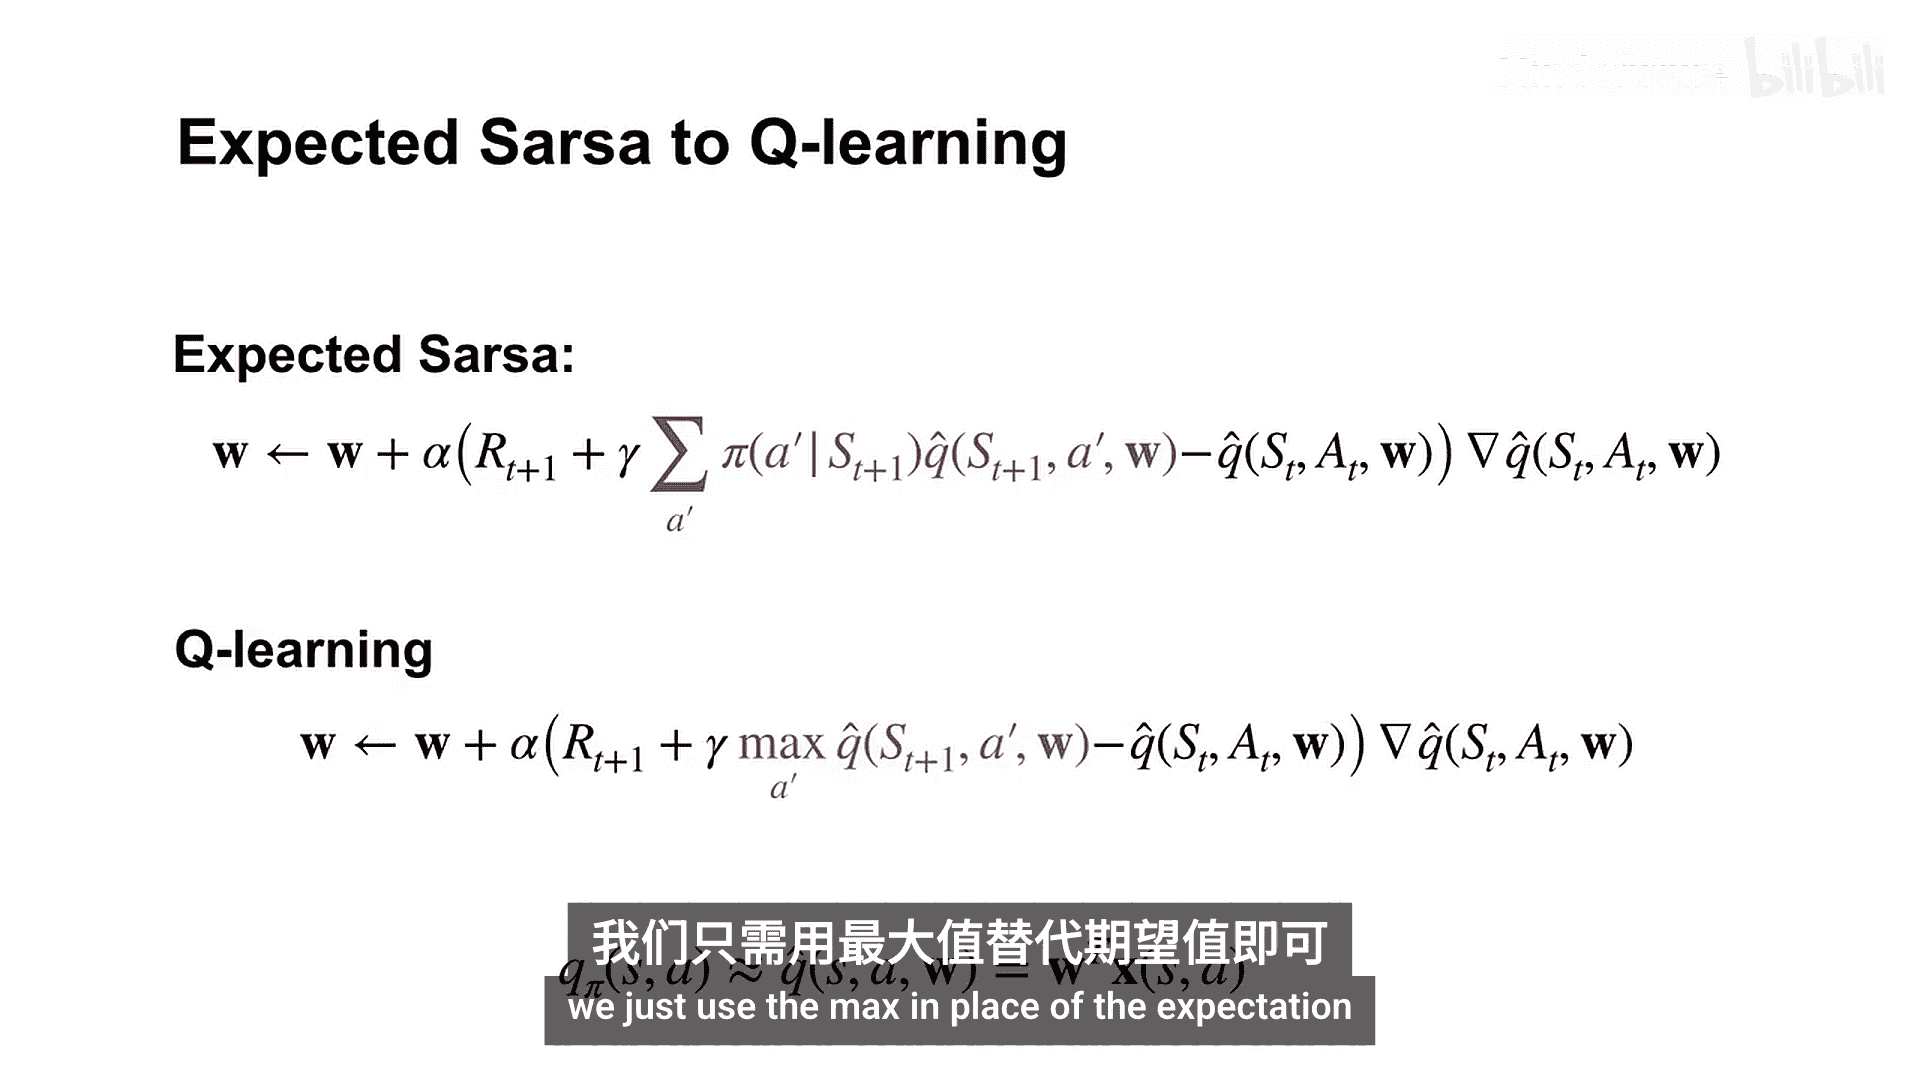 bilibili
Expected Sarsa to Q-learning
Expected Sarsa:
w ← w + α(R_{t+1} + γ ∑_{a′} π(a′|S_{t+1})q̂(S_{t+1}, a′, w)−q̂(S_t, A_t, w)) ∇q̂(S_t, A_t, w)
Q-learning
w ← w + α(R_{t+1} + γ max_{a′} q̂(S_{t+1}, a′, w)−q̂(S_t, A_t, w)) ∇q̂(S_t, A_t, w)
我们只需用最大值替代期望值即可
q_π(s, a) ≈ q̂(s, a, w) = w x(s, a)
we just use the max in place of the expectation